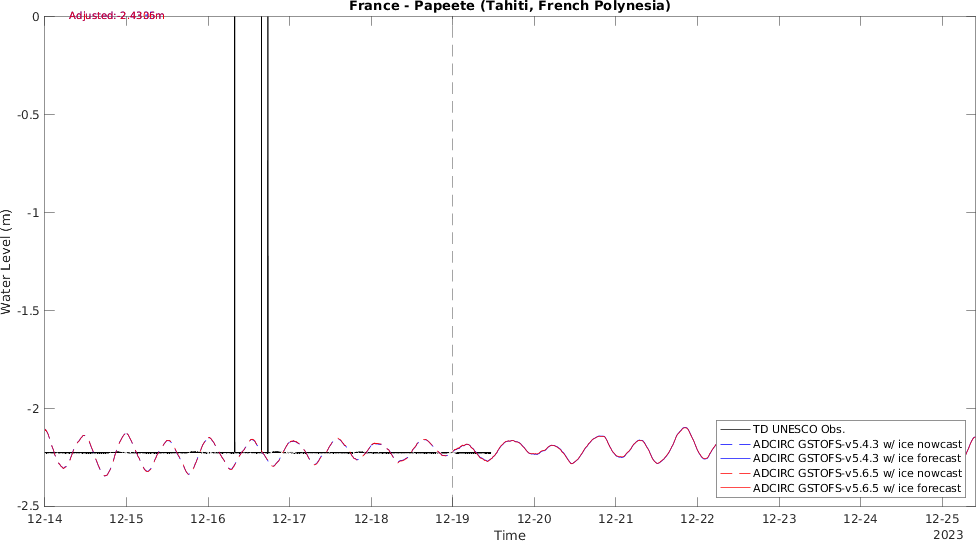 France - Papeete (Tahiti, French Polynesia)
Adjusted:
0
-0.5
-1
-1.5
-2
-2.5
Water Level (m)
TD UNESCO Obs.
ADCIRC GSTOFS-v5.4.3 w/ ice nowcast
ADCIRC GSTOFS-v5.4.3 w/ ice forecast
ADCIRC GSTOFS-v5.6.5 w/ ice nowcast
ADCIRC GSTOFS-v5.6.5 w/ ice forecast
12-14 12-15 12-16 12-17 12-18 12-19 12-20 12-21 12-22 12-23 12-24 12-25
Time
2023